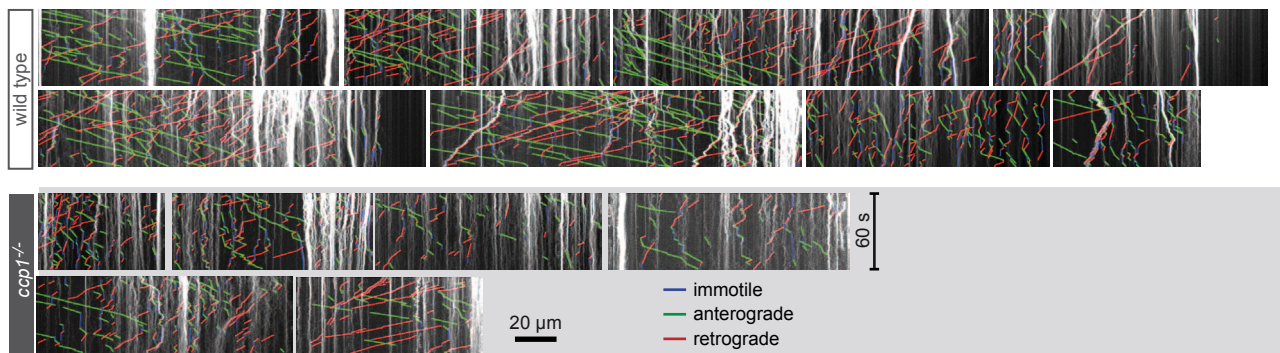 wild type
ccp1-/-
60 s
20 µm
immotile
anterograde
retrograde